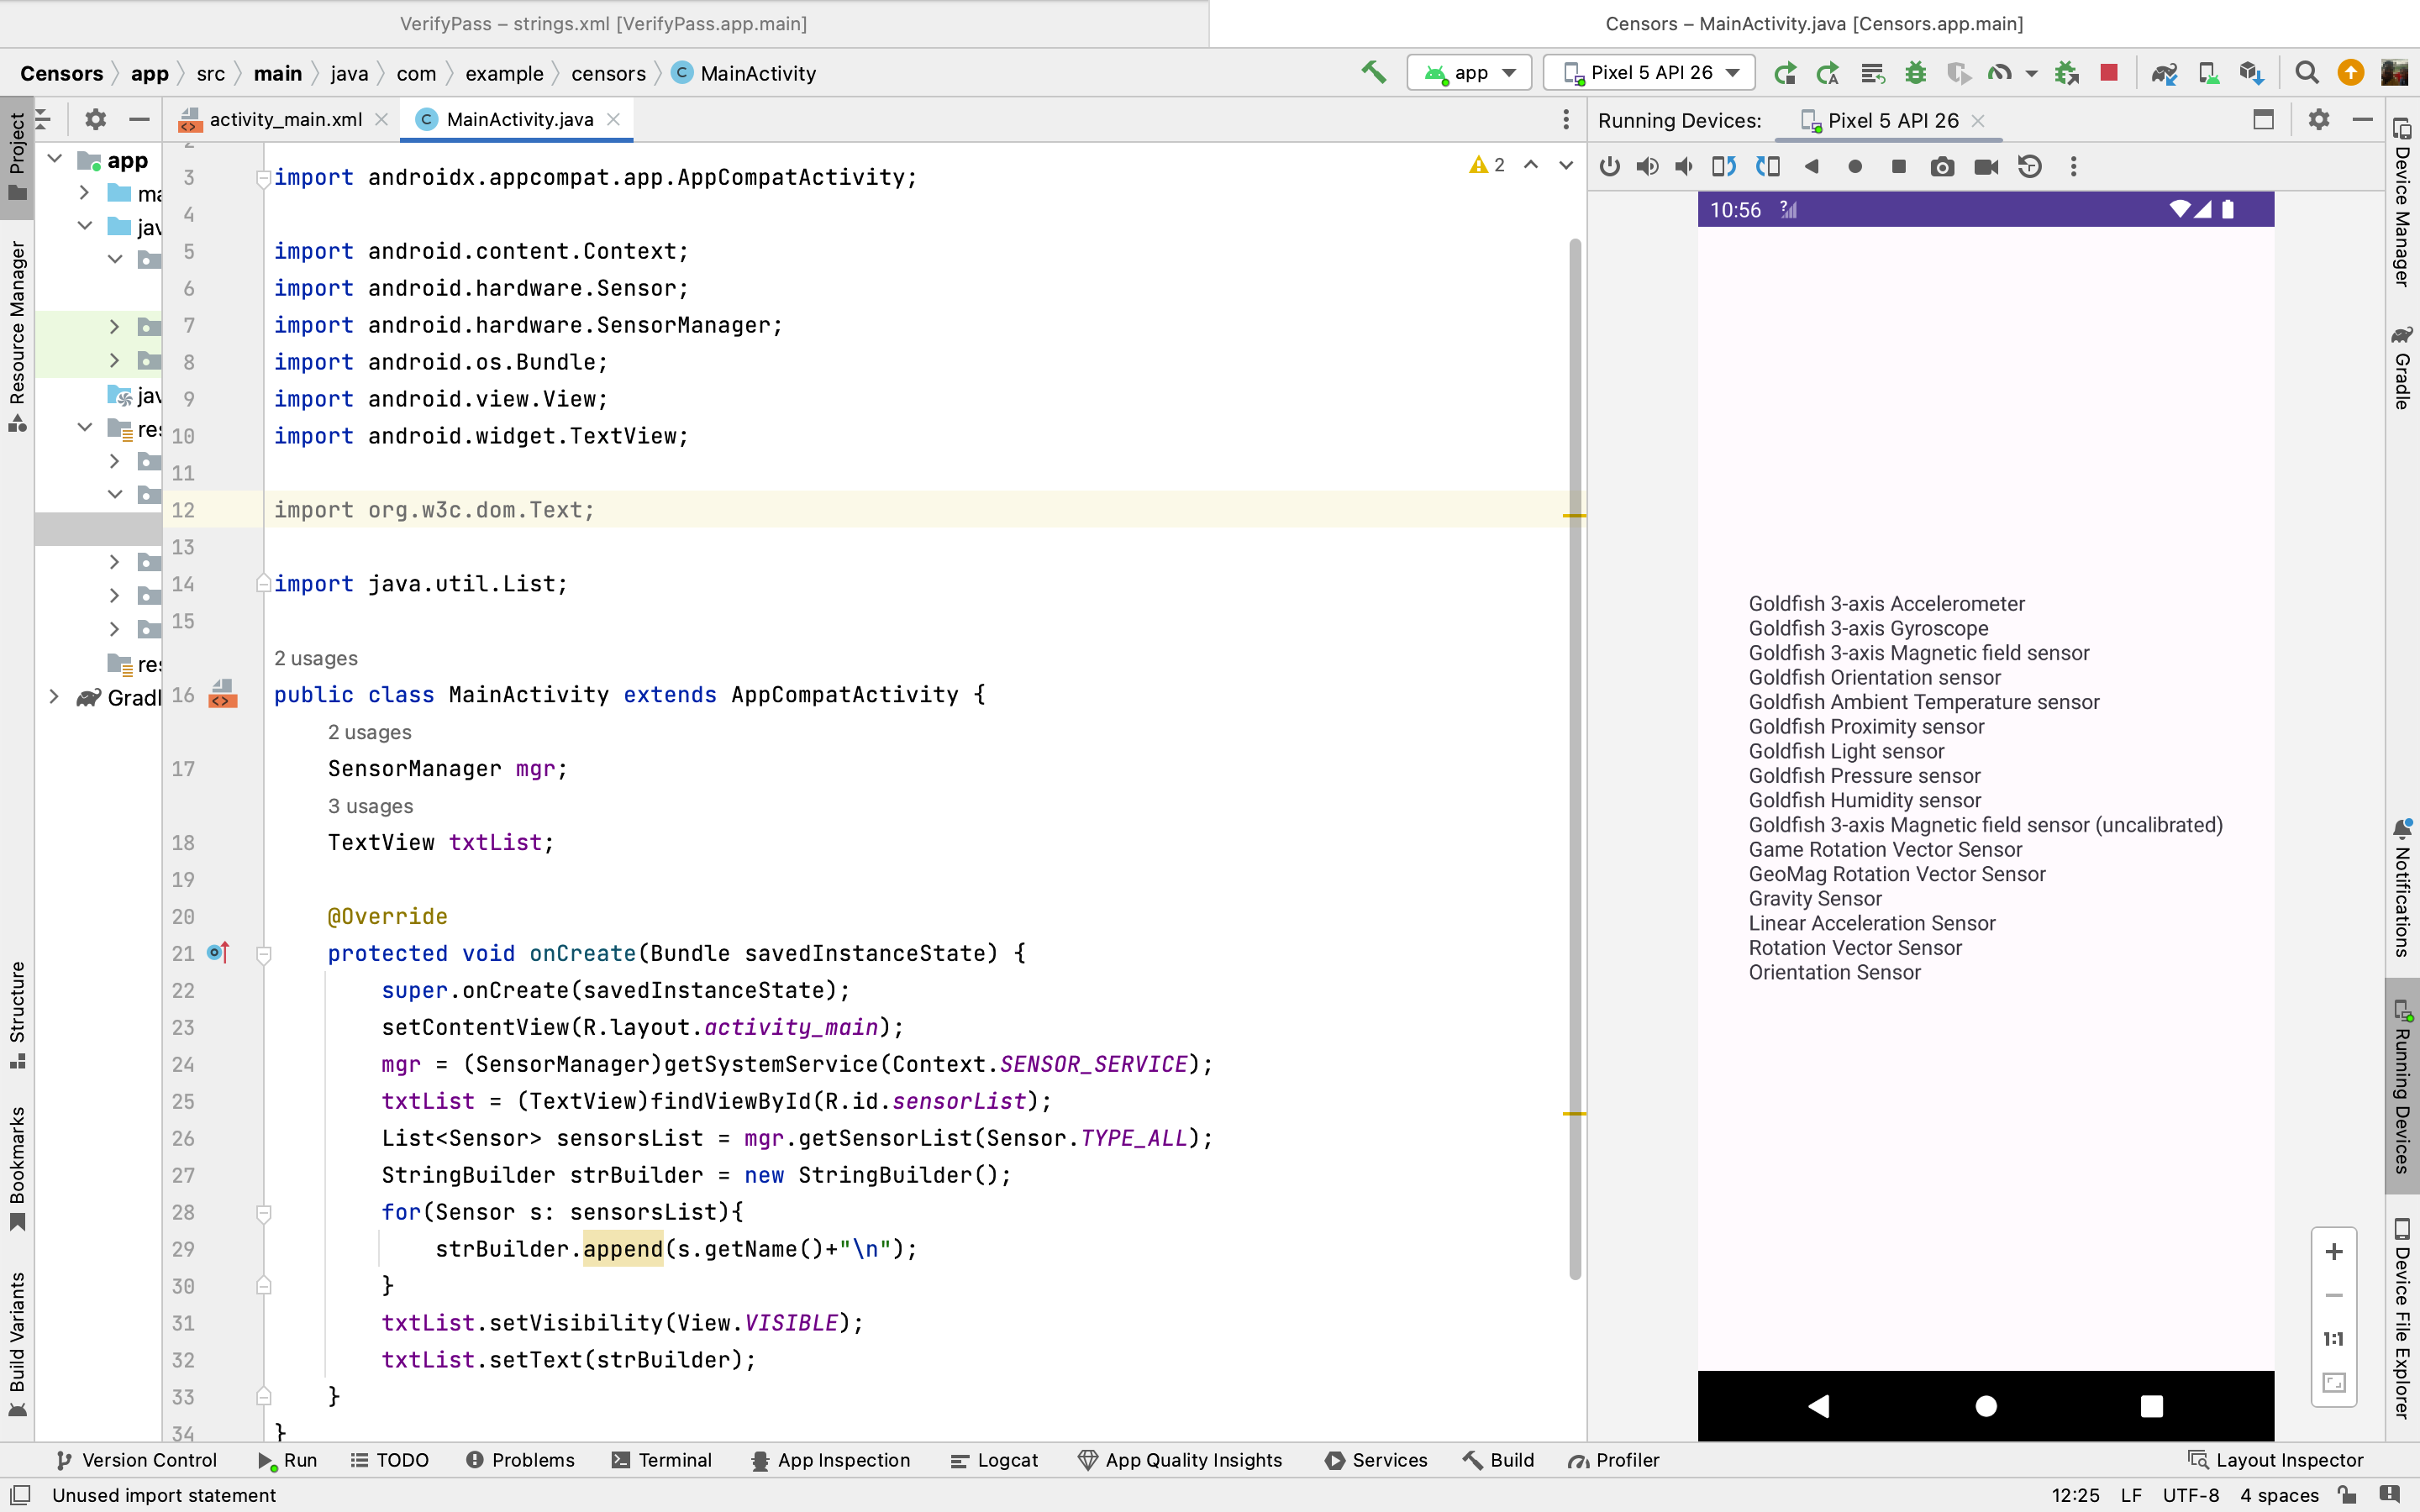 VerifyPass – strings.xml [VerifyPass.app.main]
Censors – MainActivity.java [Censors.app.main]
Censors app src main java com example censors C MainActivity
app
Pixel 5 API 26
Project
Resource Manager
Structure
Bookmarks
Build Variants
app
ma
jav
jav
res
res
Gradl
activity_main.xml
C MainActivity.java
2
3 import androidx.appcompat.app.AppCompatActivity;
4
5 import android.content.Context;
6 import android.hardware.Sensor;
7 import android.hardware.SensorManager;
8 import android.os.Bundle;
9 import android.view.View;
10 import android.widget.TextView;
11
12 import org.w3c.dom.Text;
13
14 import java.util.List;
15
2 usages
16 public class MainActivity extends AppCompatActivity {
2 usages
17 SensorManager mgr;
3 usages
18 TextView txtList;
19
20 @Override
21 protected void onCreate(Bundle savedInstanceState) {
22 super.onCreate(savedInstanceState);
23 setContentView(R.layout.activity_main);
24 mgr = (SensorManager)getSystemService(Context.SENSOR_SERVICE);
25 txtList = (TextView)findViewById(R.id.sensorList);
26 List<Sensor> sensorsList = mgr.getSensorList(Sensor.TYPE_ALL);
27 StringBuilder strBuilder = new StringBuilder();
28 for(Sensor s: sensorsList){
29 strBuilder.append(s.getName()+"\n");
30 }
31 txtList.setVisibility(View.VISIBLE);
32 txtList.setText(strBuilder);
33 }
34 }
2
Running Devices:
Pixel 5 API 26
10:56
Goldfish 3-axis Accelerometer
Goldfish 3-axis Gyroscope
Goldfish 3-axis Magnetic field sensor
Goldfish Orientation sensor
Goldfish Ambient Temperature sensor
Goldfish Proximity sensor
Goldfish Light sensor
Goldfish Pressure sensor
Goldfish Humidity sensor
Goldfish 3-axis Magnetic field sensor (uncalibrated)
Game Rotation Vector Sensor
GeoMag Rotation Vector Sensor
Gravity Sensor
Linear Acceleration Sensor
Rotation Vector Sensor
Orientation Sensor
1:1
Device Manager
Gradle
Notifications
Running Devices
Device File Explorer
Version Control
Run
TODO
Problems
Terminal
App Inspection
Logcat
App Quality Insights
Services
Build
Profiler
Layout Inspector
Unused import statement
12:25
LF
UTF-8
4 spaces